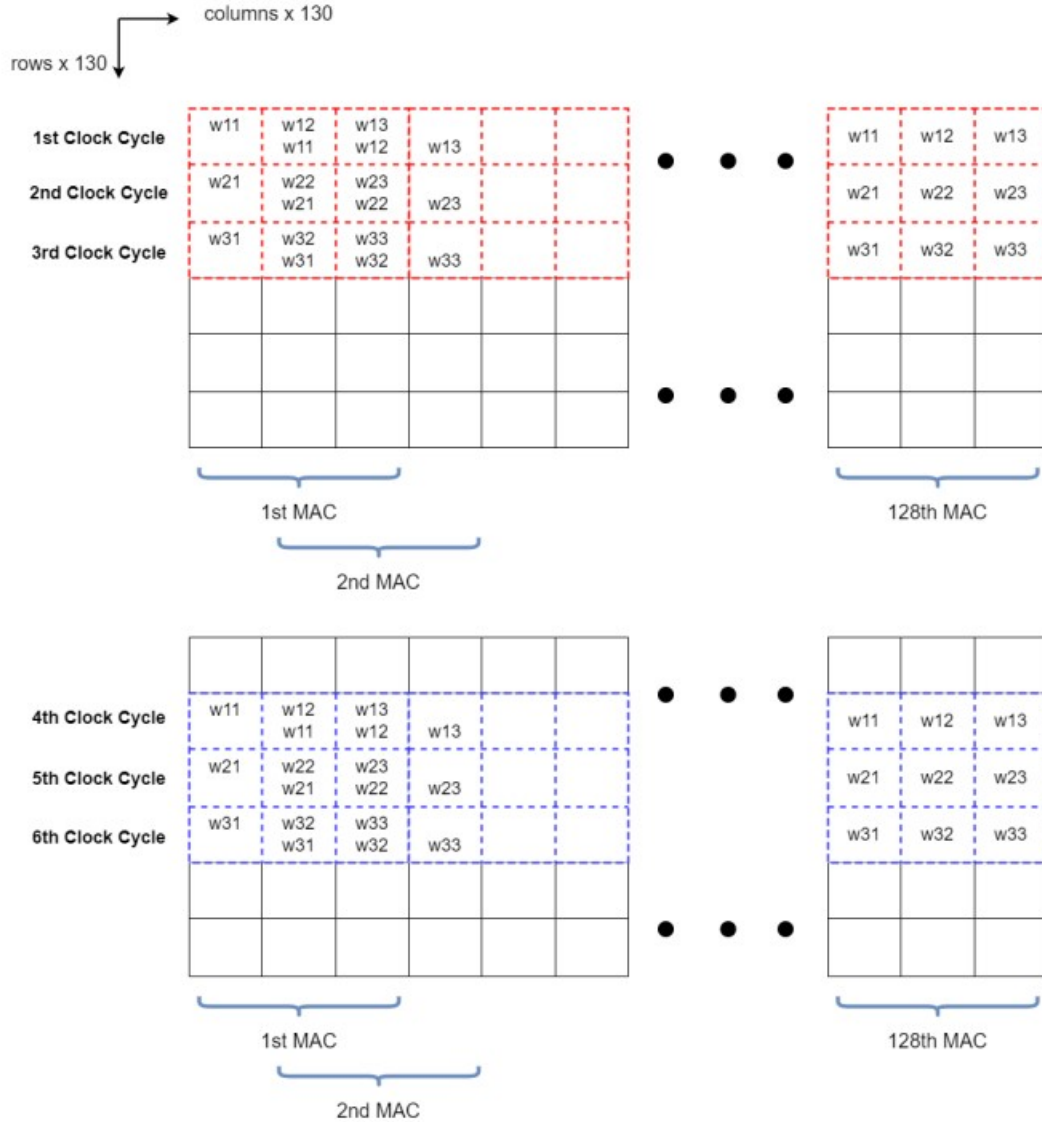 columns x 130
rows x 130
1st Clock Cycle
w11 w12 w13 w11 w12 w13
w11 w12 w13
2nd Clock Cycle
w21 w22 w23 w21 w22 w23
w21 w22 w23
3rd Clock Cycle
w31 w32 w33 w31 w32 w33
w31 w32 w33
1st MAC 128th MAC
2nd MAC
4th Clock Cycle
w11 w12 w13 w11 w12 w13
w11 w12 w13
5th Clock Cycle
w21 w22 w23 w21 w22 w23
w21 w22 w23
6th Clock Cycle
w31 w32 w33 w31 w32 w33
w31 w32 w33
1st MAC 128th MAC
2nd MAC